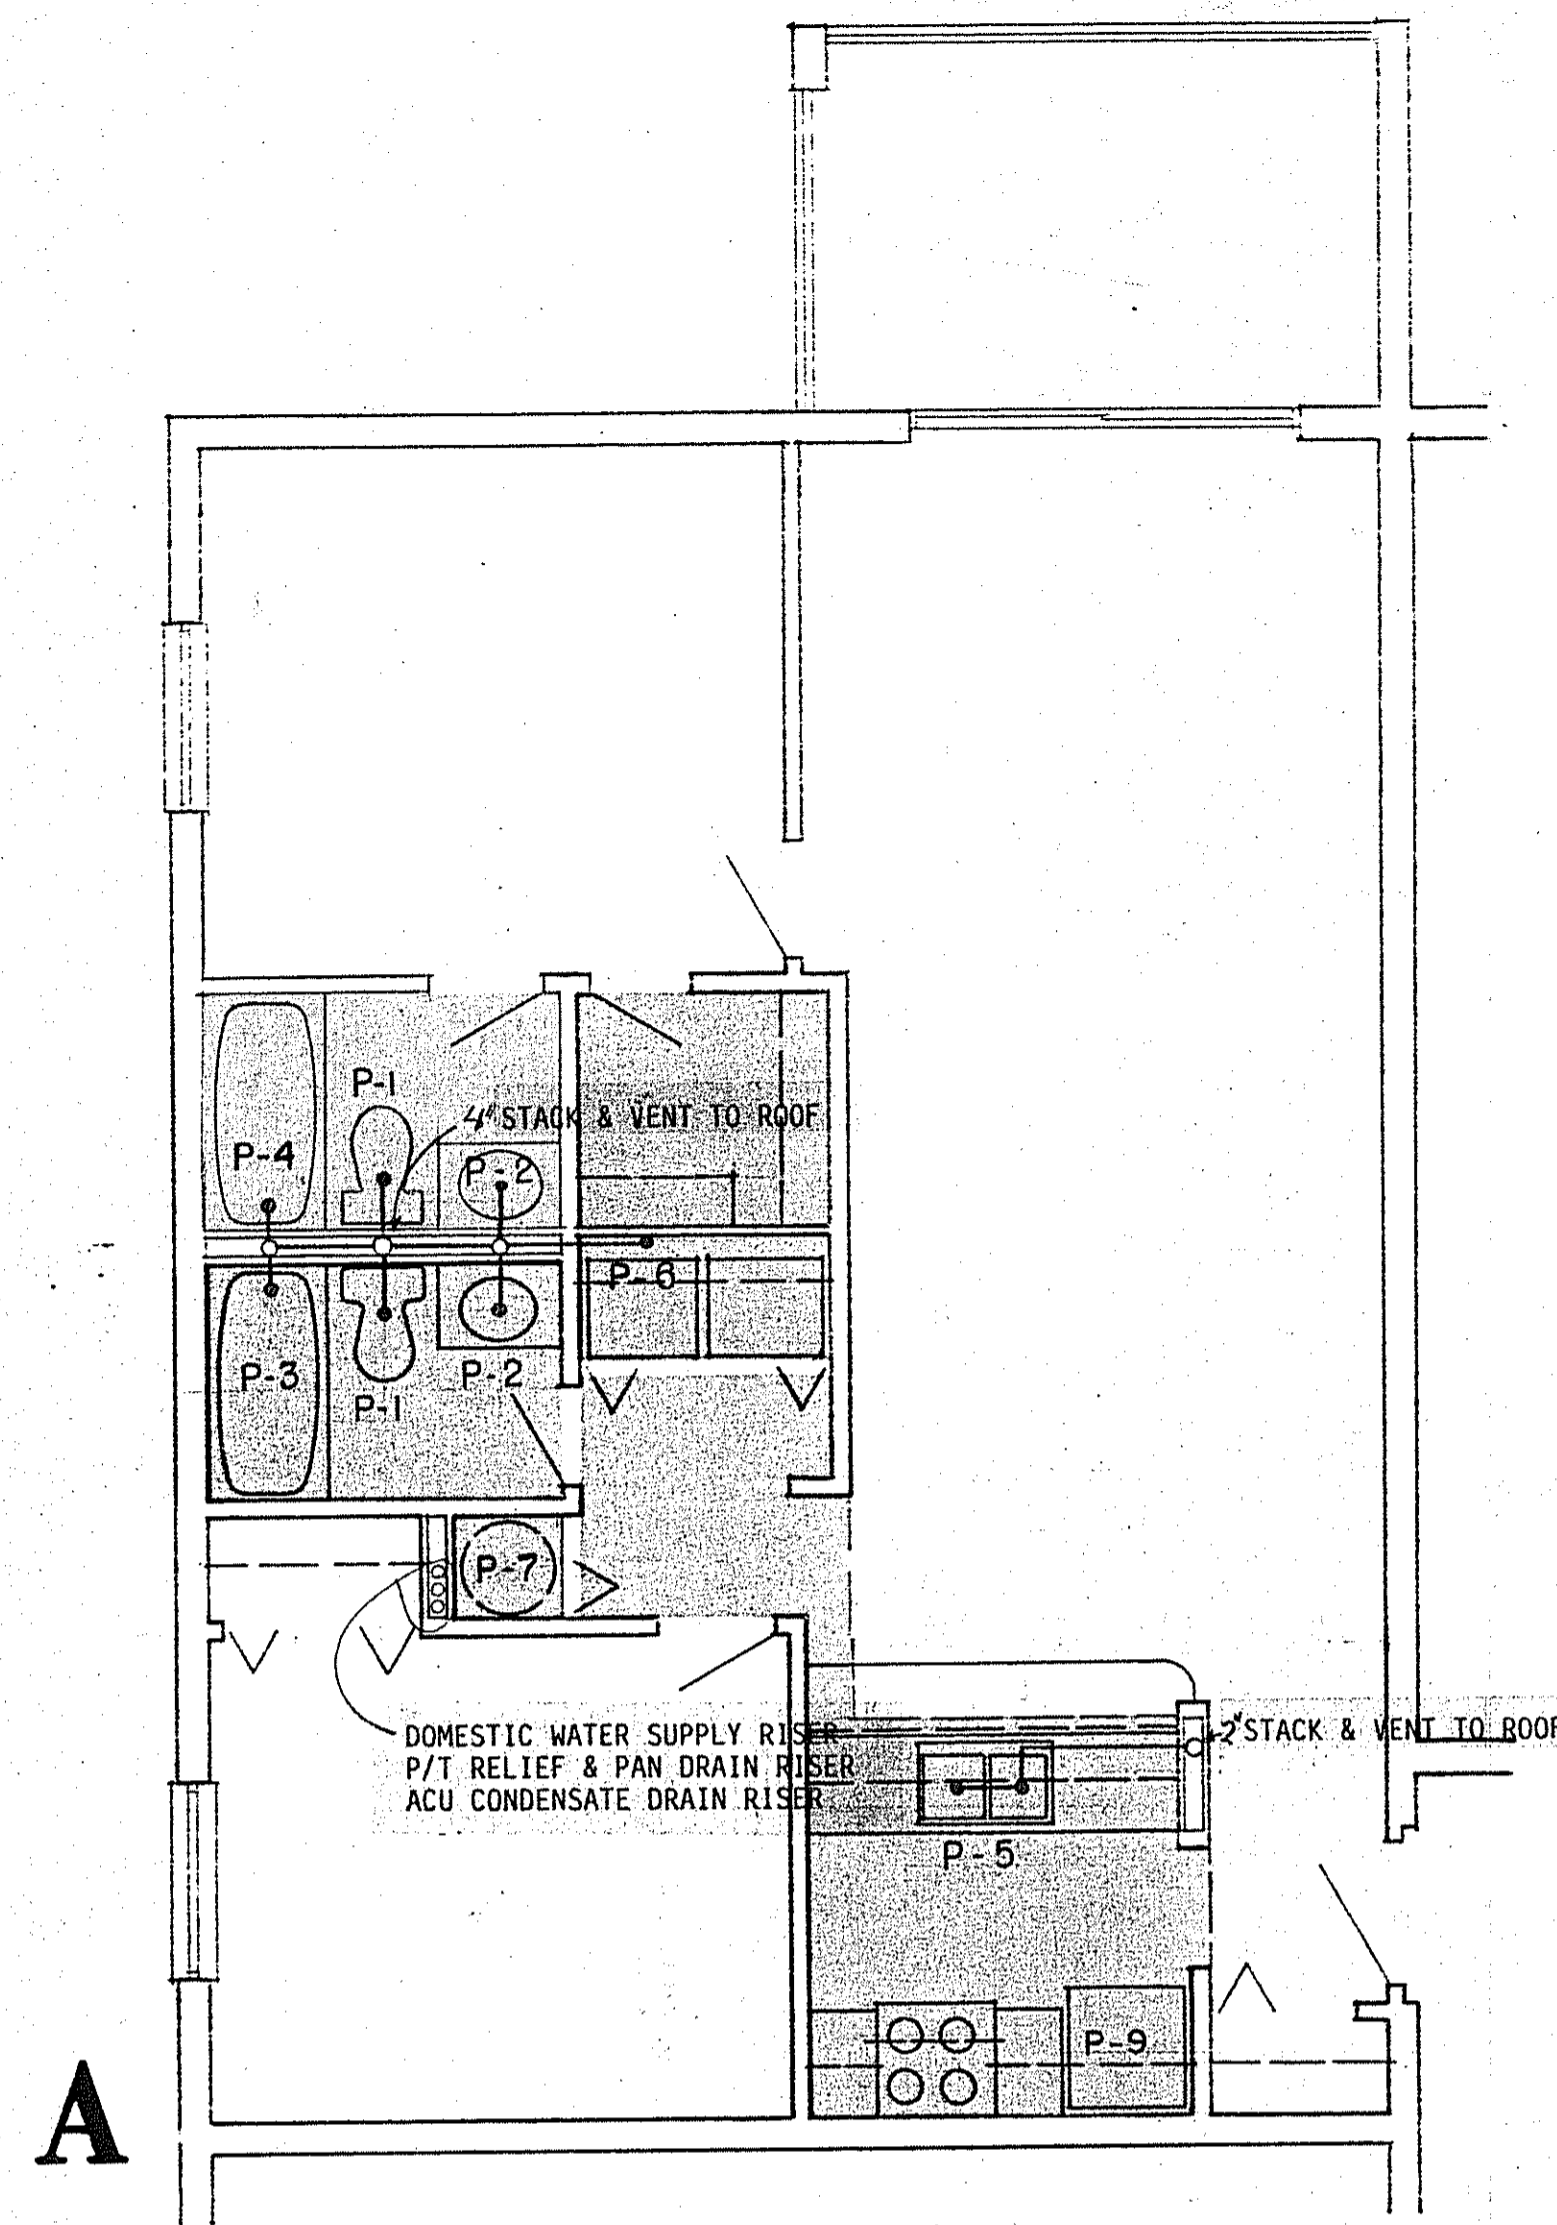 P-1
4" STACK & VENT TO ROOF
P-4
P-2
P-6
P-3
P-2
P-1
P-7
DOMESTIC WATER SUPPLY RISER
P/T RELIEF & PAN DRAIN RISER
ACU CONDENSATE DRAIN RISER
2" STACK & VENT TO ROOF
P-5
P-9
A